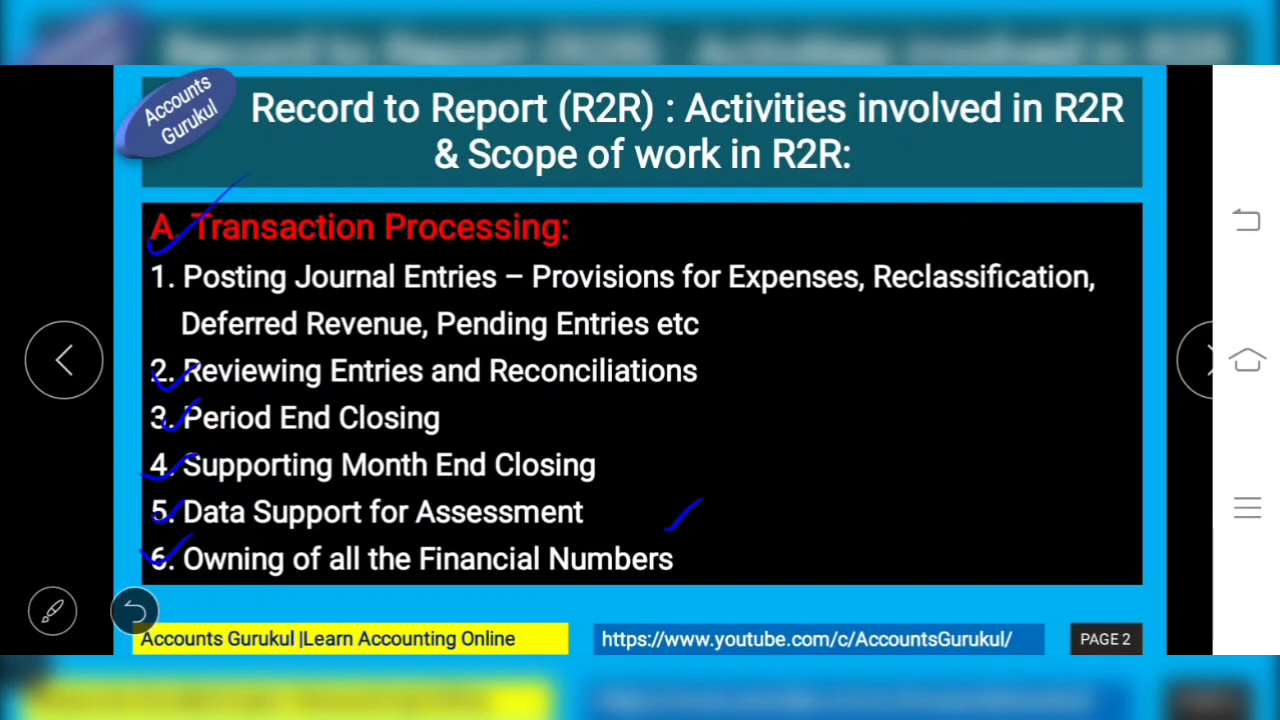 Accounts
Gurukul
Record to Report (R2R) : Activities involved in R2R
& Scope of work in R2R:
A. Transaction Processing:
1. Posting Journal Entries – Provisions for Expenses, Reclassification,
Deferred Revenue, Pending Entries etc
2. Reviewing Entries and Reconciliations
3. Period End Closing
4. Supporting Month End Closing
5. Data Support for Assessment
6. Owning of all the Financial Numbers
Accounts Gurukul |Learn Accounting Online
https://www.youtube.com/c/AccountsGurukul/
PAGE 2